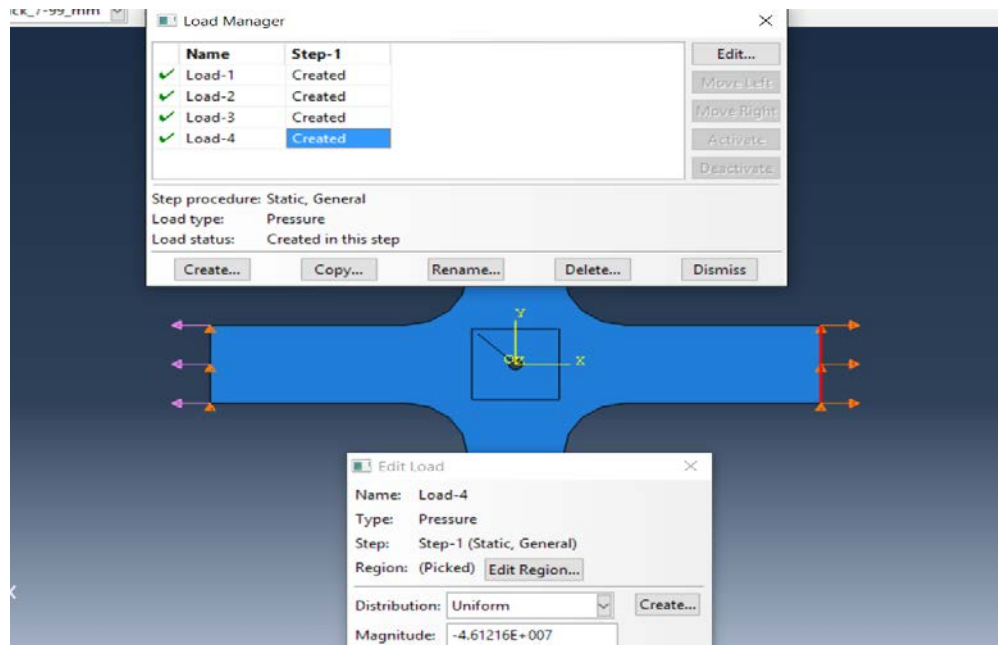 ck_7-99_mm
Load Manager
Name Step-1
Edit...
Load-1 Created
Move Left
Load-2 Created
Move Right
Load-3 Created
Activate
Load-4 Created
Deactivate
Step procedure: Static, General
Load type: Pressure
Load status: Created in this step
Create... Copy... Rename... Delete... Dismiss
Y
X
Edit Load
Name: Load-4
Type: Pressure
Step: Step-1 (Static, General)
Region: (Picked) Edit Region...
Distribution: Uniform Create...
Magnitude: -4.61216E+007